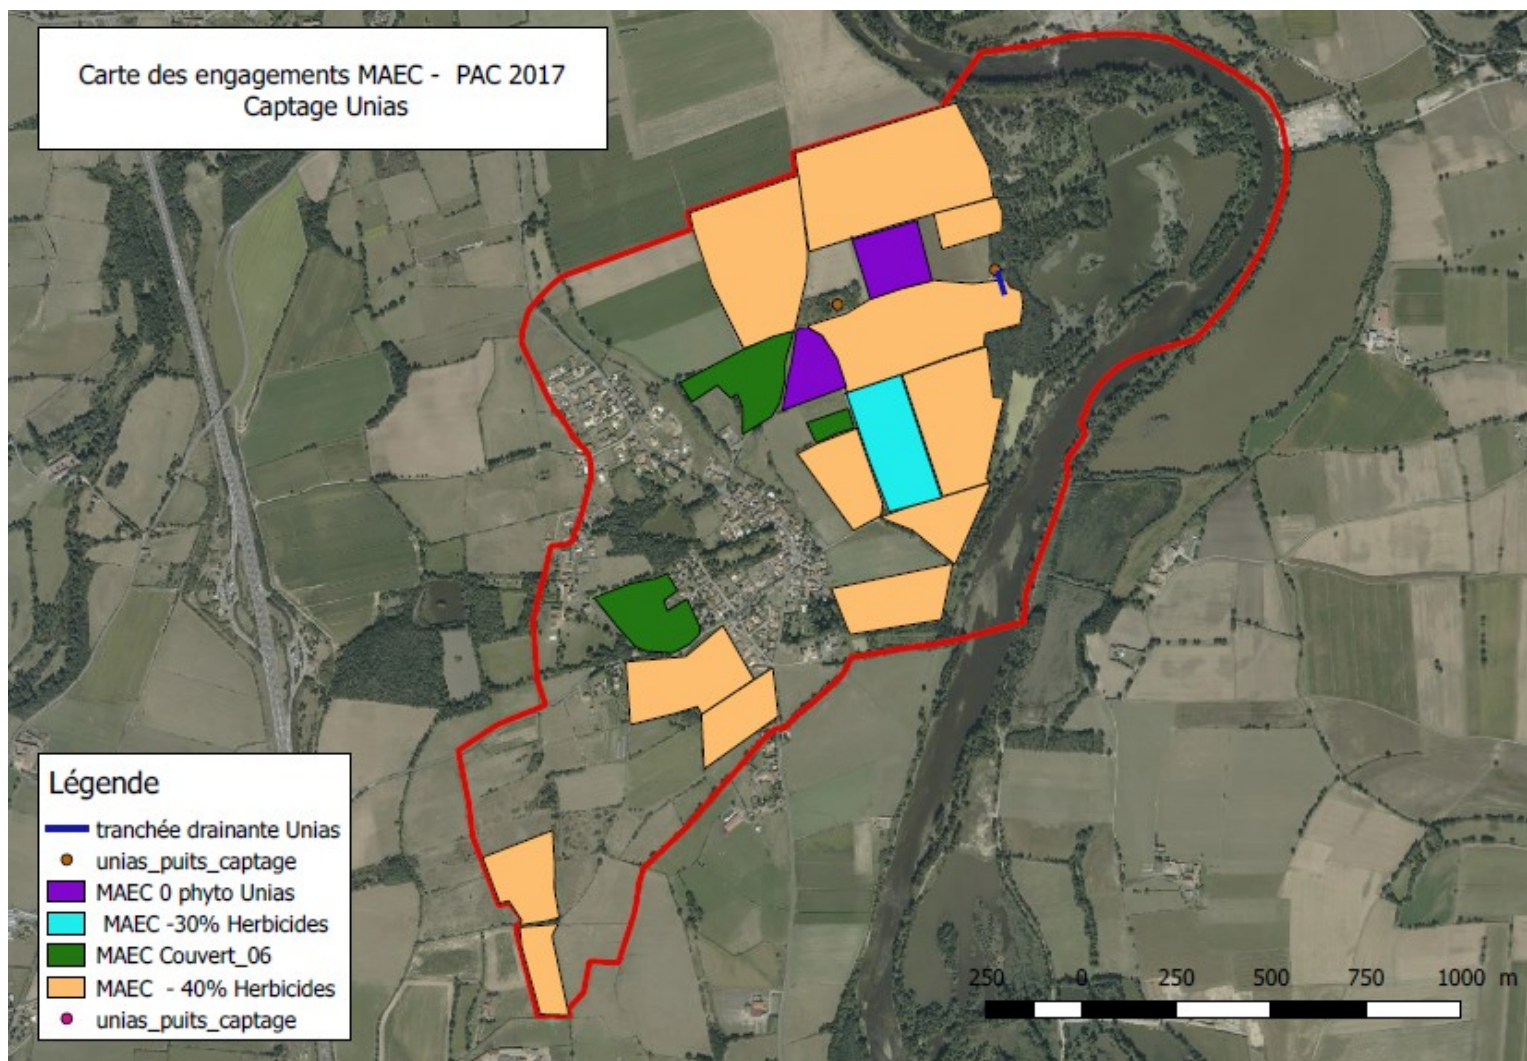 Carte des engagements MAEC - PAC 2017
Captage Unias
Légende
tranchée drainante Unias
unias_puits_captage
MAEC 0 phyto Unias
MAEC -30% Herbicides
MAEC Couvert_06
MAEC - 40% Herbicides
unias_puits_captage
250 0 250 500 750 1000 m